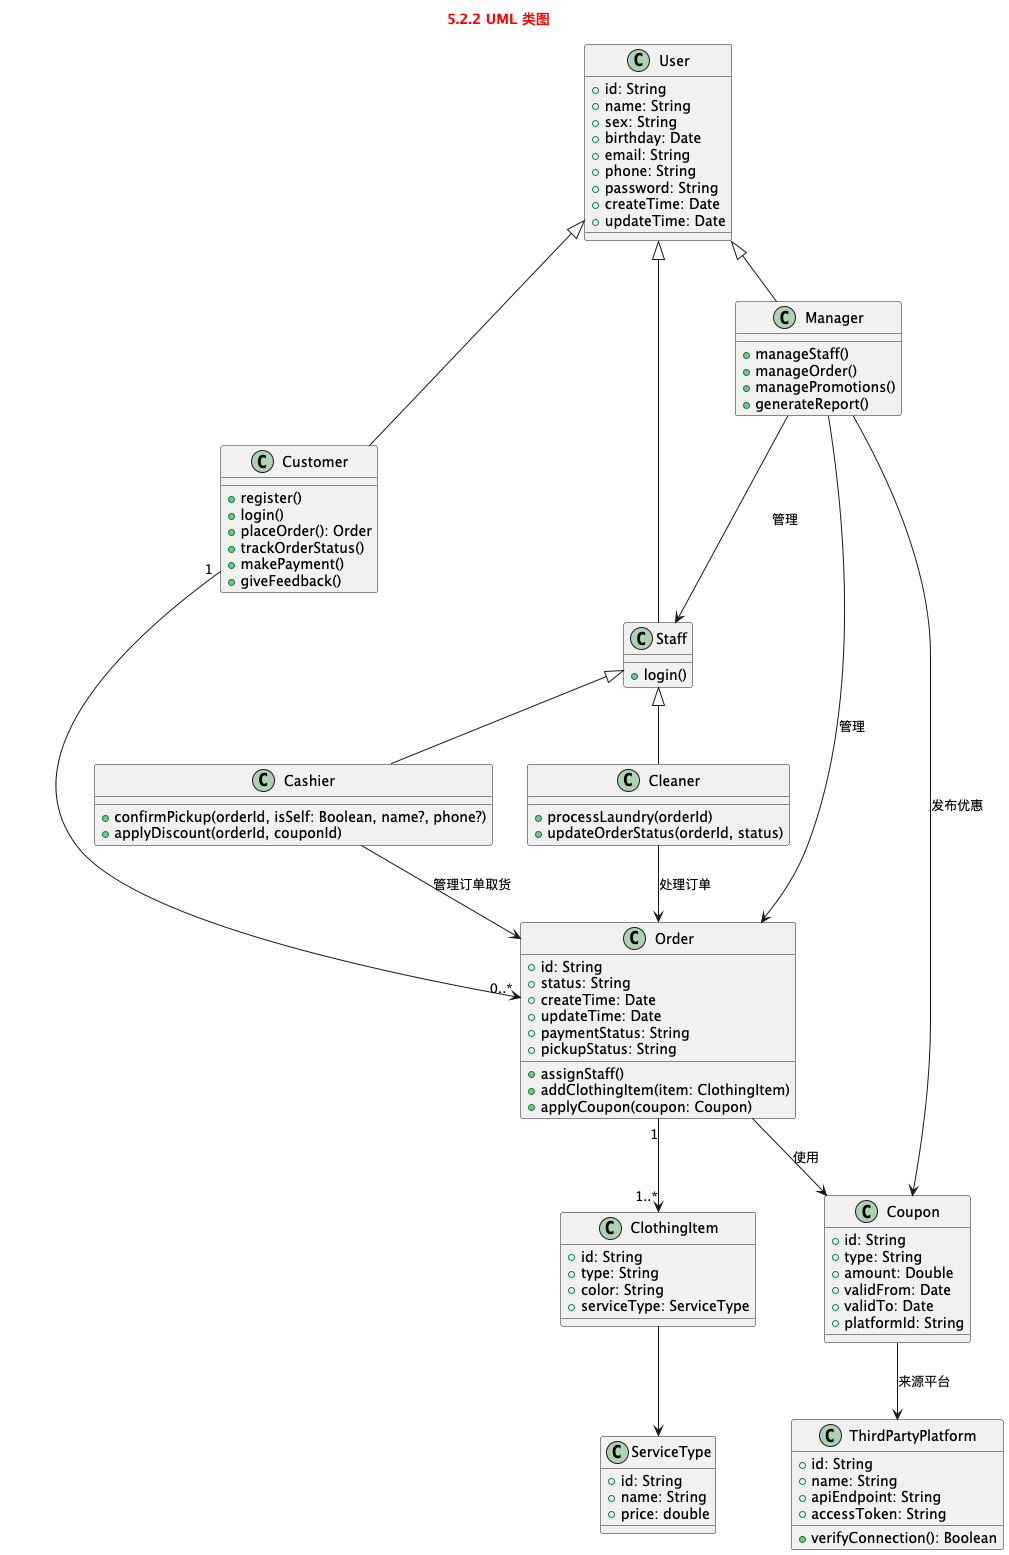 5.2.2 UML 类图
C User
id: String
name: String
sex: String
birthday: Date
email: String
phone: String
password: String
createTime: Date
updateTime: Date
C Manager
manageStaff()
manageOrder()
managePromotions()
generateReport()
C Customer
register()
login()
placeOrder(): Order
trackOrderStatus()
makePayment()
giveFeedback()
管理
1
C Staff
login()
管理
C Cashier
confirmPickup(orderId, isSelf: Boolean, name?, phone?)
applyDiscount(orderId, couponId)
C Cleaner
processLaundry(orderId)
updateOrderStatus(orderId, status)
发布优惠
管理订单取货
处理订单
C Order
id: String
status: String
createTime: Date
updateTime: Date
paymentStatus: String
pickupStatus: String
assignStaff()
addClothingItem(item: ClothingItem)
applyCoupon(coupon: Coupon)
0..*
1
使用
1..*
C ClothingItem
id: String
type: String
color: String
serviceType: ServiceType
C Coupon
id: String
type: String
amount: Double
validFrom: Date
validTo: Date
platformId: String
来源平台
C ServiceType
id: String
name: String
price: double
C ThirdPartyPlatform
id: String
name: String
apiEndpoint: String
accessToken: String
verifyConnection(): Boolean